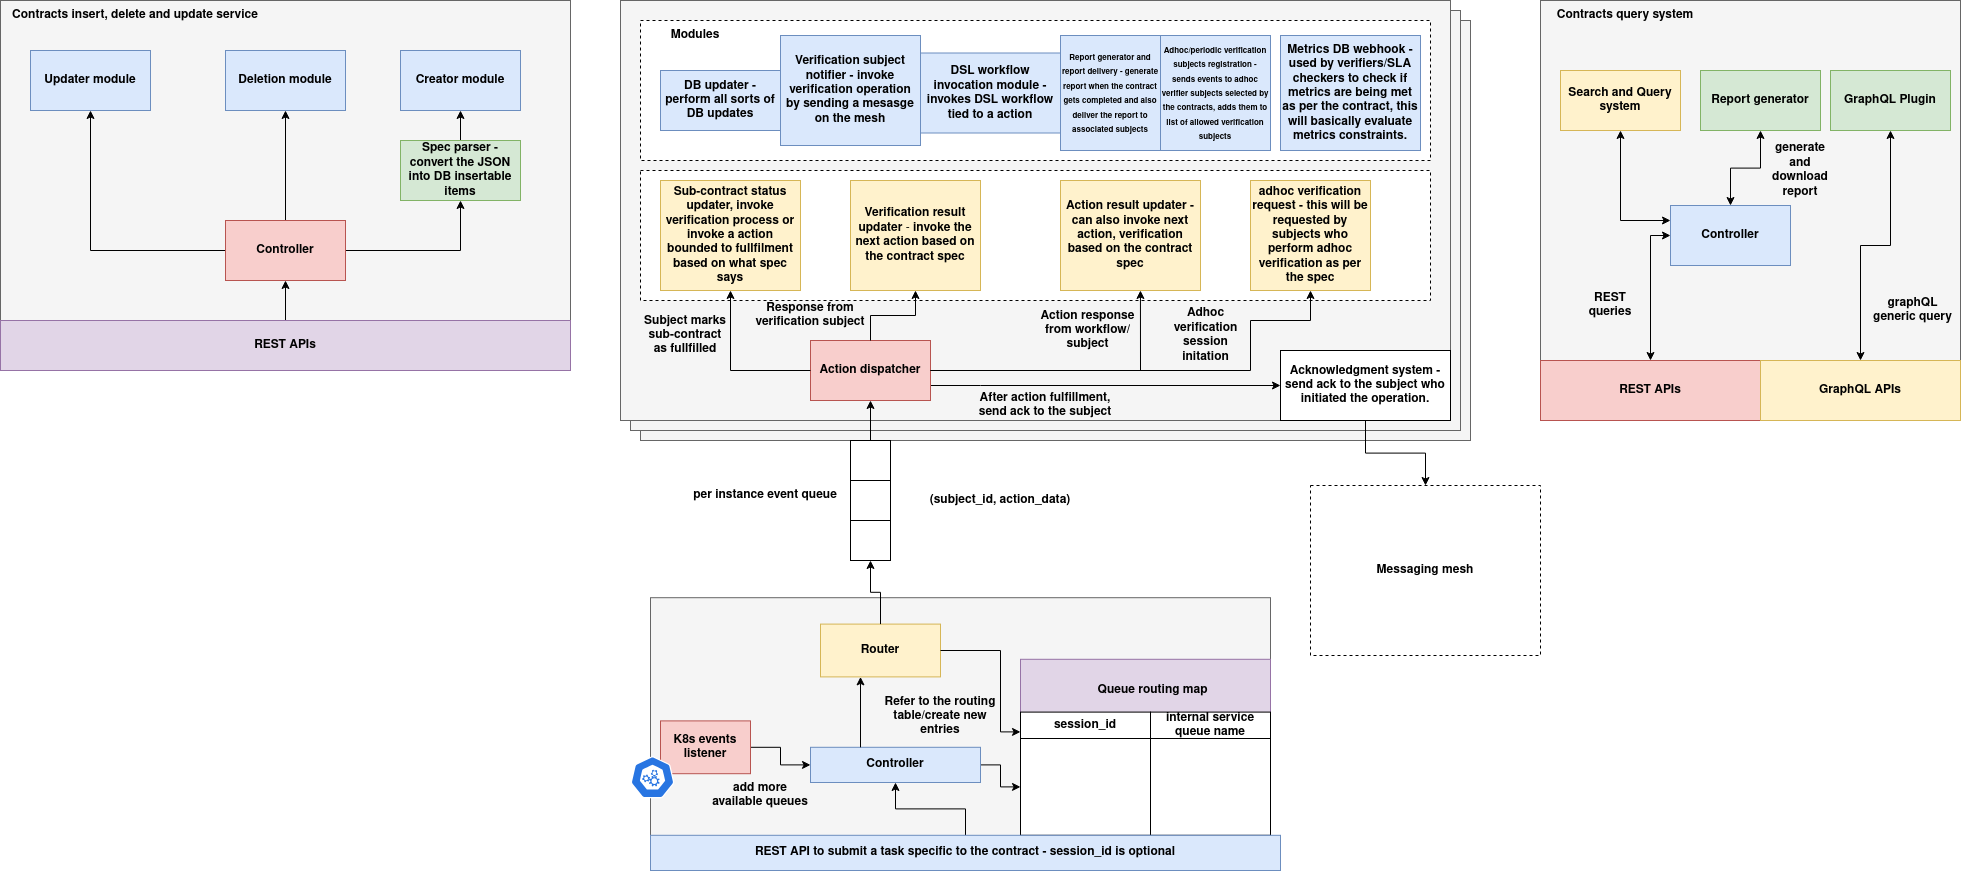 Contracts insert, delete and update service
Updater module
Deletion module
Creator module
Spec parser -
convert the JSON
into DB insertable
items
Controller
REST APIs
Modules
DB updater -
perform all sorts of
DB updates
Verification subject
notifier - invoke
verification operation
by sending a mesasge
on the mesh
DSL workflow
invocation module -
invokes DSL workflow
tied to a action
Report generator and
report delivery - generate
report when the contract
gets completed and also
deliver the report to
associated subjects
Adhoc/periodic verification
subjects registration -
sends events to adhoc
verifier subjects selected by
the contracts, adds them to
list of allowed verification
subjects
Metrics DB webhook -
used by verifiers/SLA
checkers to check if
metrics are being met
as per the contract, this
will basically evaluate
metrics constraints.
Sub-contract status
updater, invoke
verification process or
invoke a action
bounded to fullfilment
based on what spec
says
Verification result
updater - invoke the
next action based on
the contract spec
Action result updater -
can also invoke next
action, verification
based on the contract
spec
adhoc verification
request - this will be
requested by
subjects who
perform adhoc
verification as per
the spec
Subject marks
sub-contract
as fullfilled
Response from
verification subject
Action response
from workflow/
subject
Adhoc
verification
session
initation
Action dispatcher
After action fulfillment,
send ack to the subject
Acknowledgment system -
send ack to the subject who
initiated the operation.
per instance event queue
(subject_id, action_data)
Messaging mesh
Router
Refer to the routing
table/create new
entries
Queue routing map
session_id
internal service
queue name
K8s events
listener
Controller
add more
available queues
REST API to submit a task specific to the contract - session_id is optional
Contracts query system
Search and Query
system
Report generator
GraphQL Plugin
generate
and
download
report
Controller
REST
queries
graphQL
generic query
REST APIs
GraphQL APIs